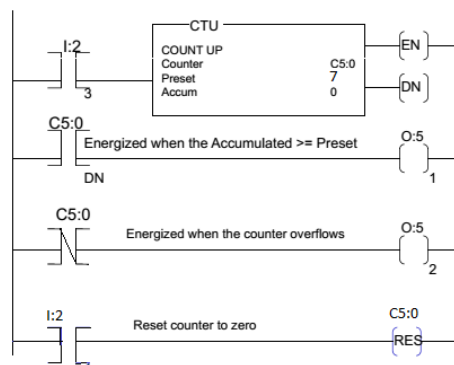 CTU
I:2
COUNT UP
EN
Counter C5:0
Preset 7
DN
3
Accum 0
C5:0
Energized when the Accumulated >= Preset
O:5
DN
1
C5:0
Energized when the counter overflows
O:5
2
I:2
Reset counter to zero
C5:0
RES